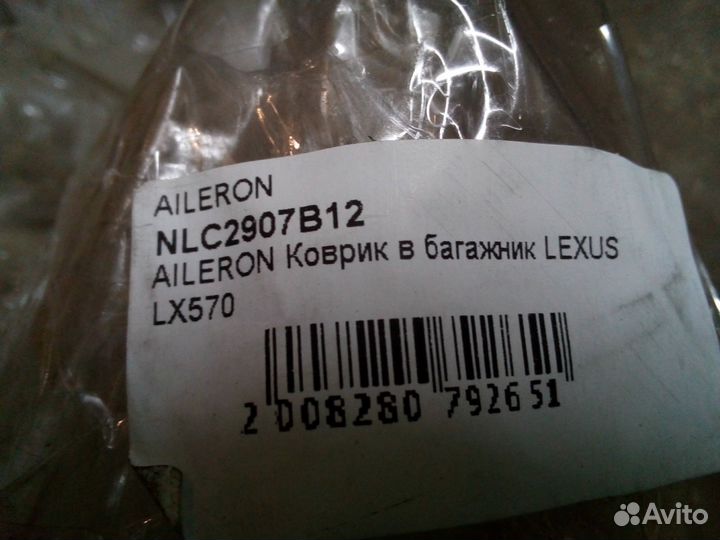 AILERON
NLC2907B12
AILERON Коврик в багажник LEXUS
LX570
2 008280 792651
Avito